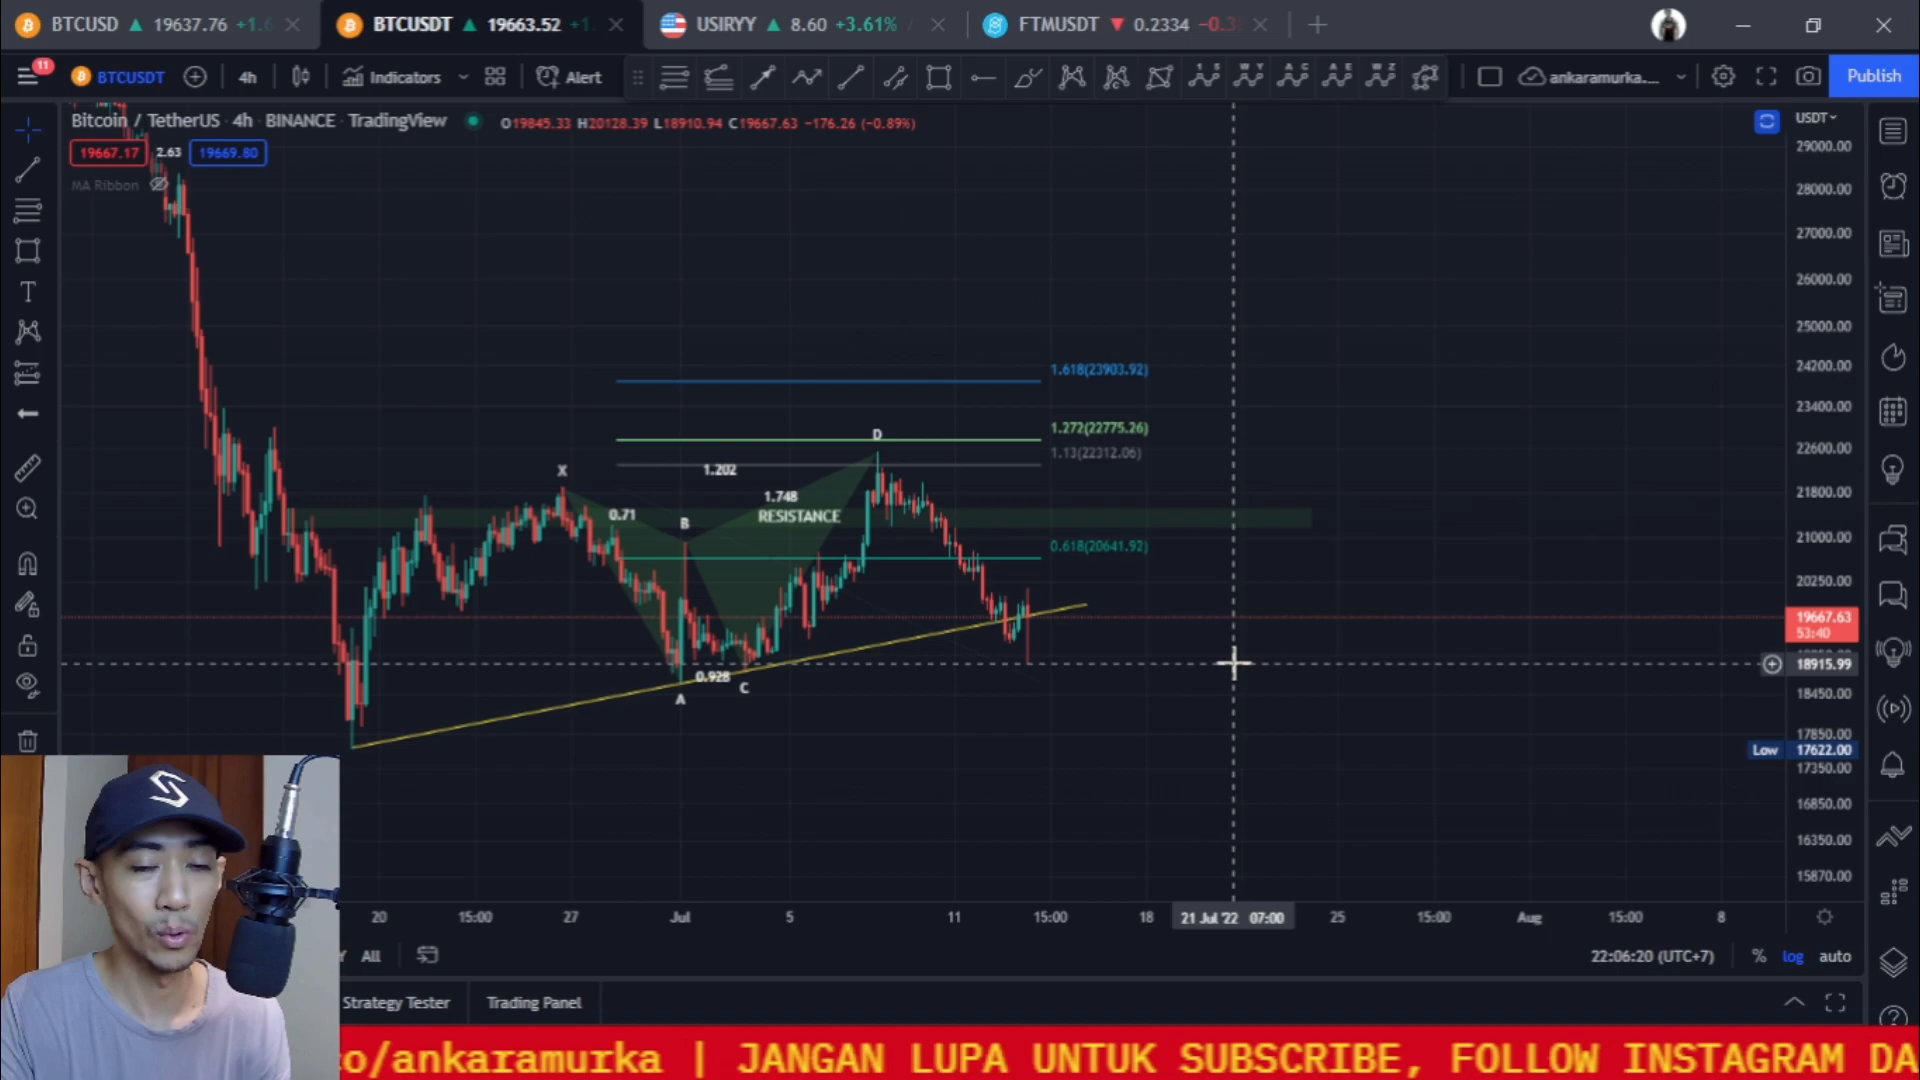 BTCUSD 19637.76 +1.6
BTCUSDT 19663.52 +1
USIRYY 8.60 +3.61%
FTMUSDT 0.2334
11
BTCUSDT
4h
Indicators
Alert
ankaramurka....
Publish
Bitcoin / TetherUS 4h BINANCE TradingView
O19845.33 H20128.39 L18910.94 C19667.63 −176.26 (−0.89%)
19667.17 2.63 19669.80
MA Ribbon
USDT
29000.00
28000.00
27000.00
26000.00
25000.00
24200.00
23400.00
22600.00
21800.00
21000.00
20250.00
19667.63
53:40
18915.99
18450.00
17850.00
Low 17622.00
17350.00
16850.00
16350.00
15870.00
1.618(23903.92)
1.272(22775.26)
1.13(22312.06)
0.618(20641.92)
X
D
1.202
1.748
RESISTANCE
0.71
B
0.928
A
C
20 15:00 27 Jul 5 11 15:00 18 21 Jul '22 07:00 25 15:00 Aug 15:00 8
All
22:06:20 (UTC+7)
% log auto
Strategy Tester
Trading Panel
co/ankaramurka | JANGAN LUPA UNTUK SUBSCRIBE, FOLLOW INSTAGRAM DA